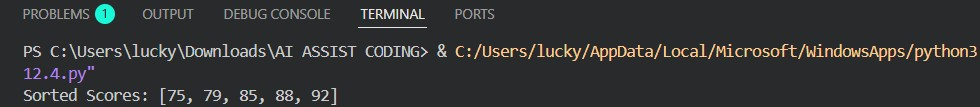 PROBLEMS 1 OUTPUT DEBUG CONSOLE TERMINAL PORTS
PS C:\Users\lucky\Downloads\AI ASSIST CODING> & C:/Users/lucky/AppData/Local/Microsoft/WindowsApps/python3
12.4.py"
Sorted Scores: [75, 79, 85, 88, 92]